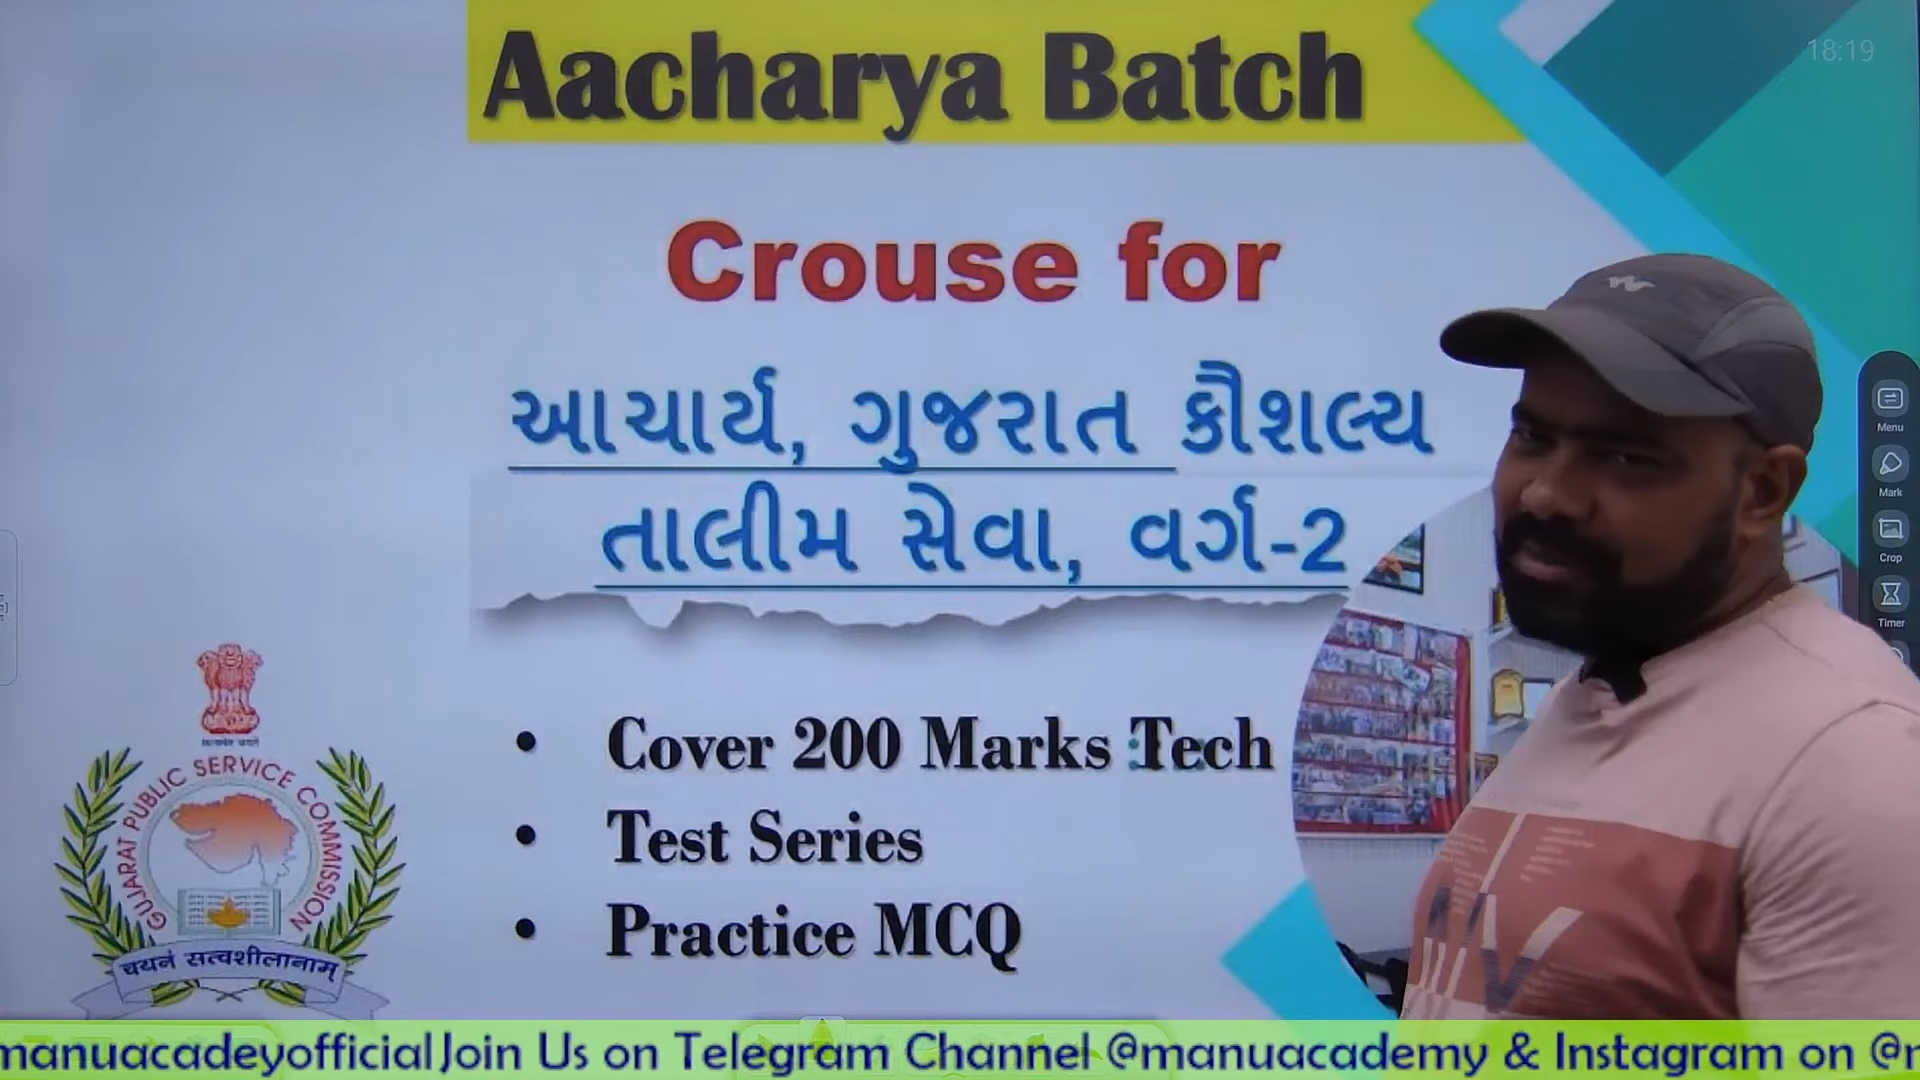 Aacharya Batch
18:19
Crouse for
આચાર્ય, ગુજરાત કૌશલ્ય
તાલીમ સેવા, વર્ગ-2
Menu
Mark
Crop
Timer
• Cover 200 Marks Tech
• Test Series
• Practice MCQ
GUJARAT PUBLIC SERVICE COMMISSION
चयनं सत्वशीलानाम्
manuacadeyofficial Join Us on Telegram Channel @manuacademy & Instagram on @